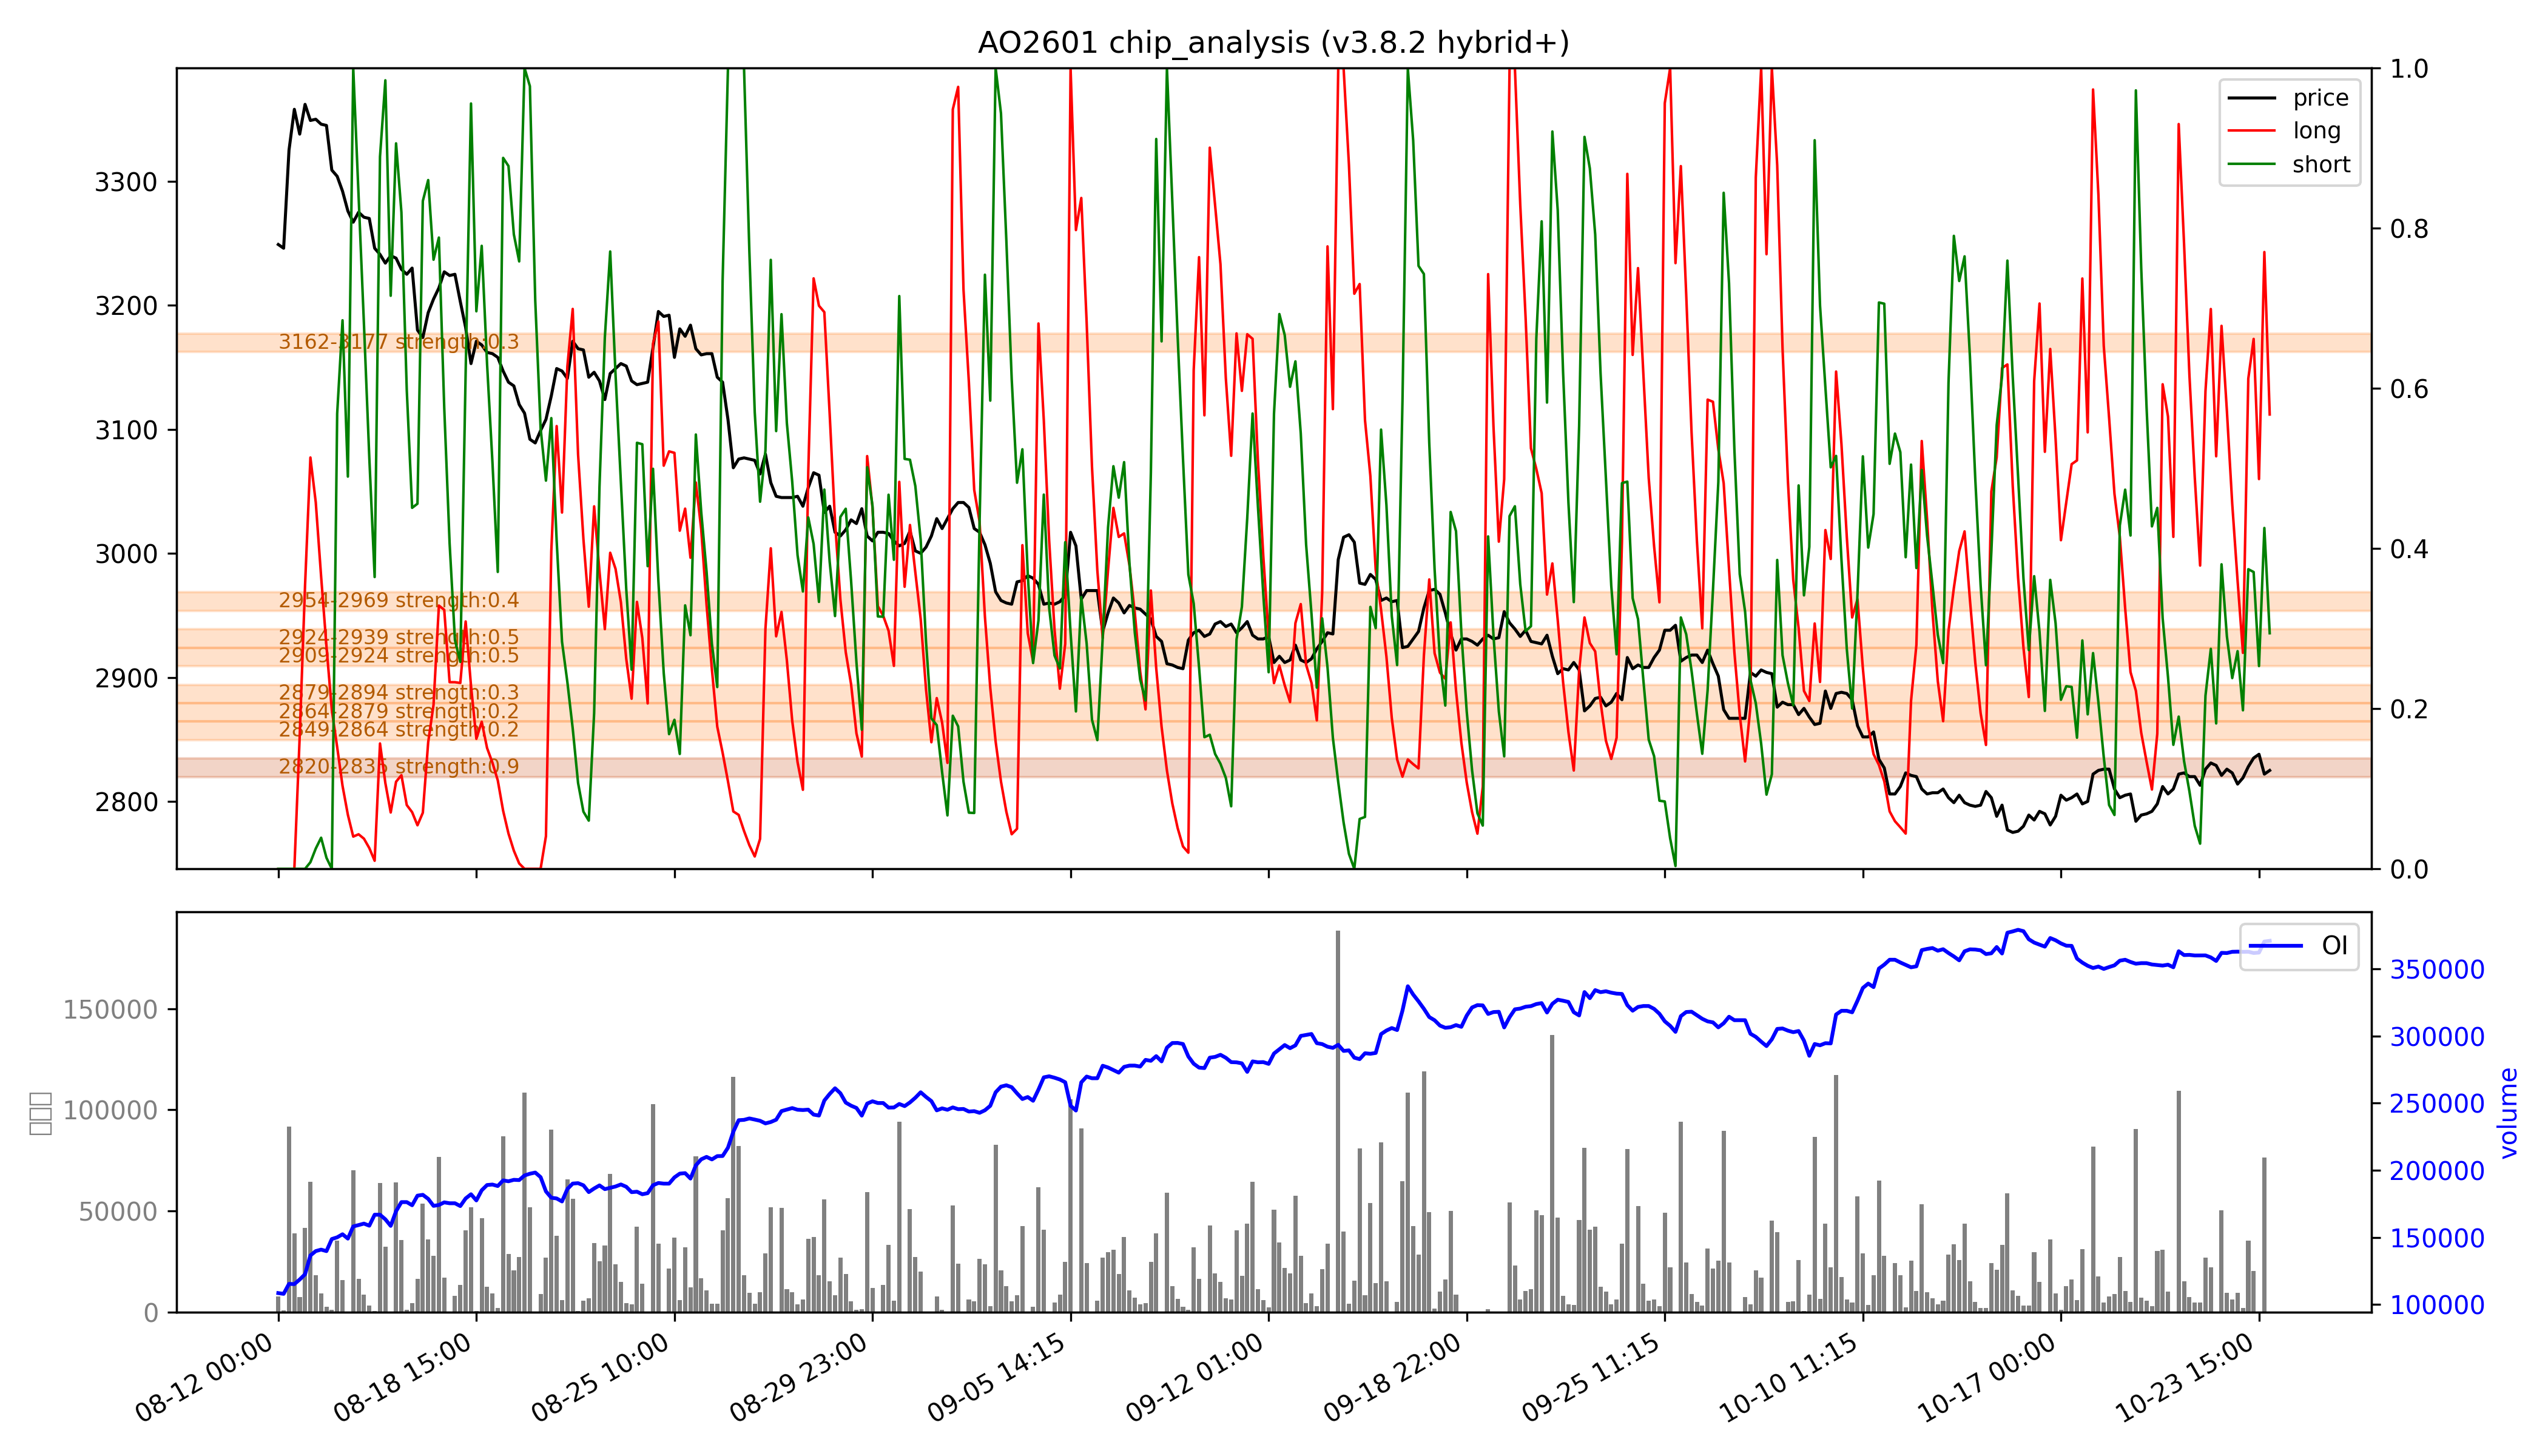 AO2601 chip_analysis (v3.8.2 hybrid+)
price
long
short
3300
3200
3100
3000
2900
2800
1.0
0.8
0.6
0.4
0.2
0.0
3162-3177 strength:0.3
2954-2969 strength:0.4
2924-2939 strength:0.5
2909-2924 strength:0.5
2879-2894 strength:0.3
2864-2879 strength:0.2
2849-2864 strength:0.2
2820-2835 strength:0.9
OI
150000
100000
50000
0
350000
300000
250000
200000
150000
100000
volume
08-12 00:00
08-18 15:00
08-25 10:00
08-29 23:00
09-05 14:15
09-12 01:00
09-18 22:00
09-25 11:15
10-10 11:15
10-17 00:00
10-23 15:00